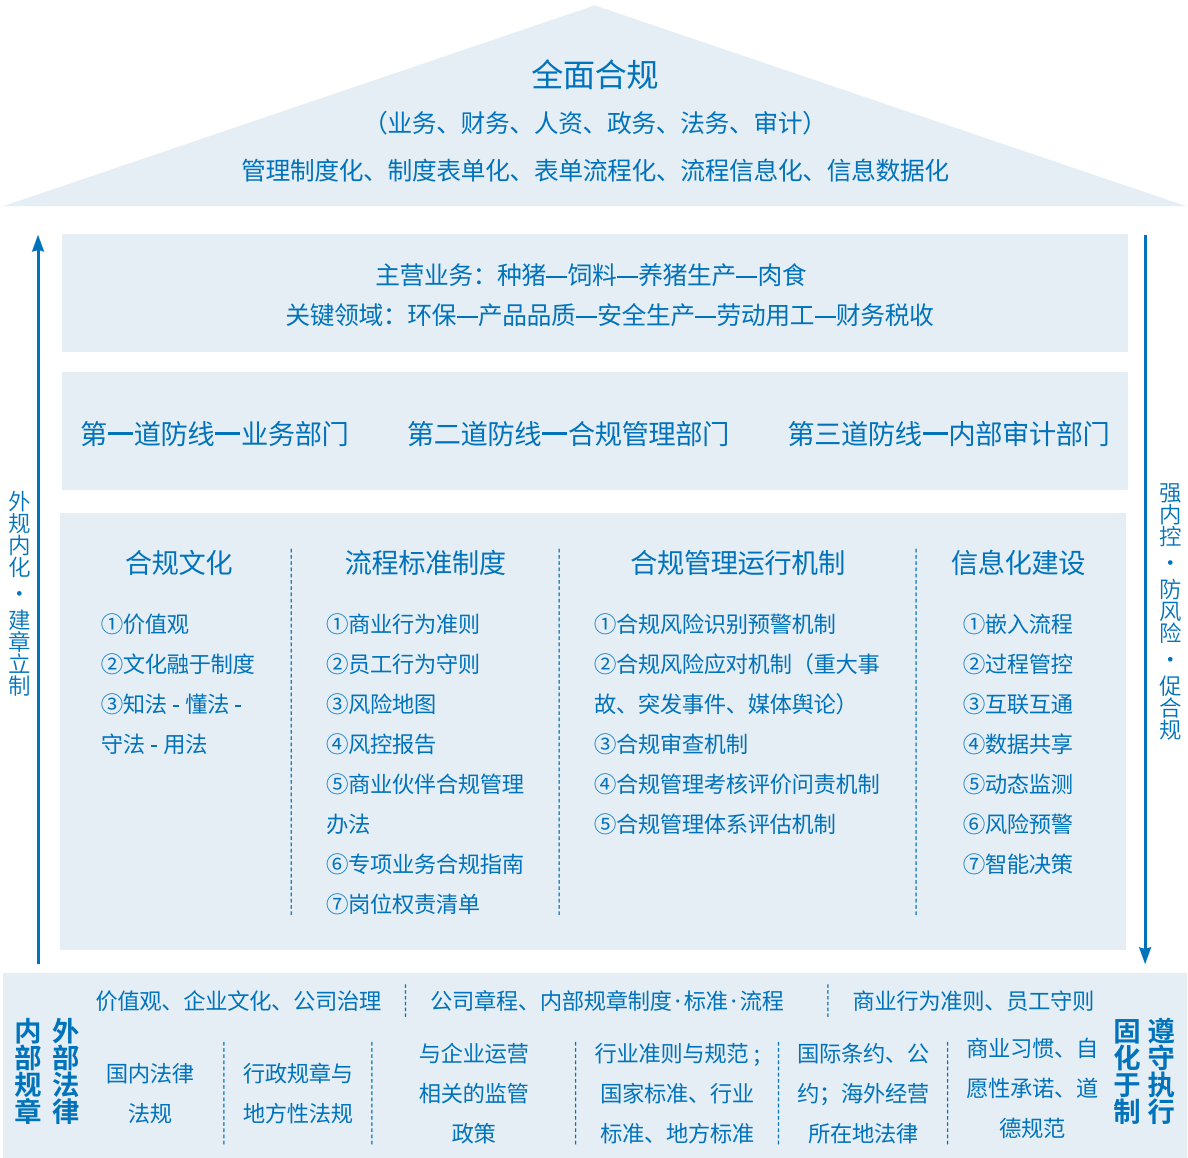 全面合规
（业务、财务、人资、政务、法务、审计）
管理制度化、制度表单化、表单流程化、流程信息化、信息数据化
主营业务：种猪—饲料—养猪生产—肉食
关键领域：环保—产品品质—安全生产—劳动用工—财务税收
第一道防线—业务部门
第二道防线—合规管理部门
第三道防线—内部审计部门
外规内化·建章立制
强内控·防风险·促合规
合规文化
①价值观
②文化融于制度
③知法 - 懂法 -
守法 - 用法
流程标准制度
①商业行为准则
②员工行为守则
③风险地图
④风控报告
⑤商业伙伴合规管理
办法
⑥专项业务合规指南
⑦岗位权责清单
合规管理运行机制
①合规风险识别预警机制
②合规风险应对机制（重大事
故、突发事件、媒体舆论）
③合规审查机制
④合规管理考核评价问责机制
⑤合规管理体系评估机制
信息化建设
①嵌入流程
②过程管控
③互联互通
④数据共享
⑤动态监测
⑥风险预警
⑦智能决策
内部规章
外部法律
价值观、企业文化、公司治理
公司章程、内部规章制度·标准·流程
商业行为准则、员工守则
国内法律
法规
行政规章与
地方性法规
与企业运营
相关的监管
政策
行业准则与规范；
国家标准、行业
标准、地方标准
国际条约、公
约；海外经营
所在地法律
商业习惯、自
愿性承诺、道
德规范
固化于制
遵守执行